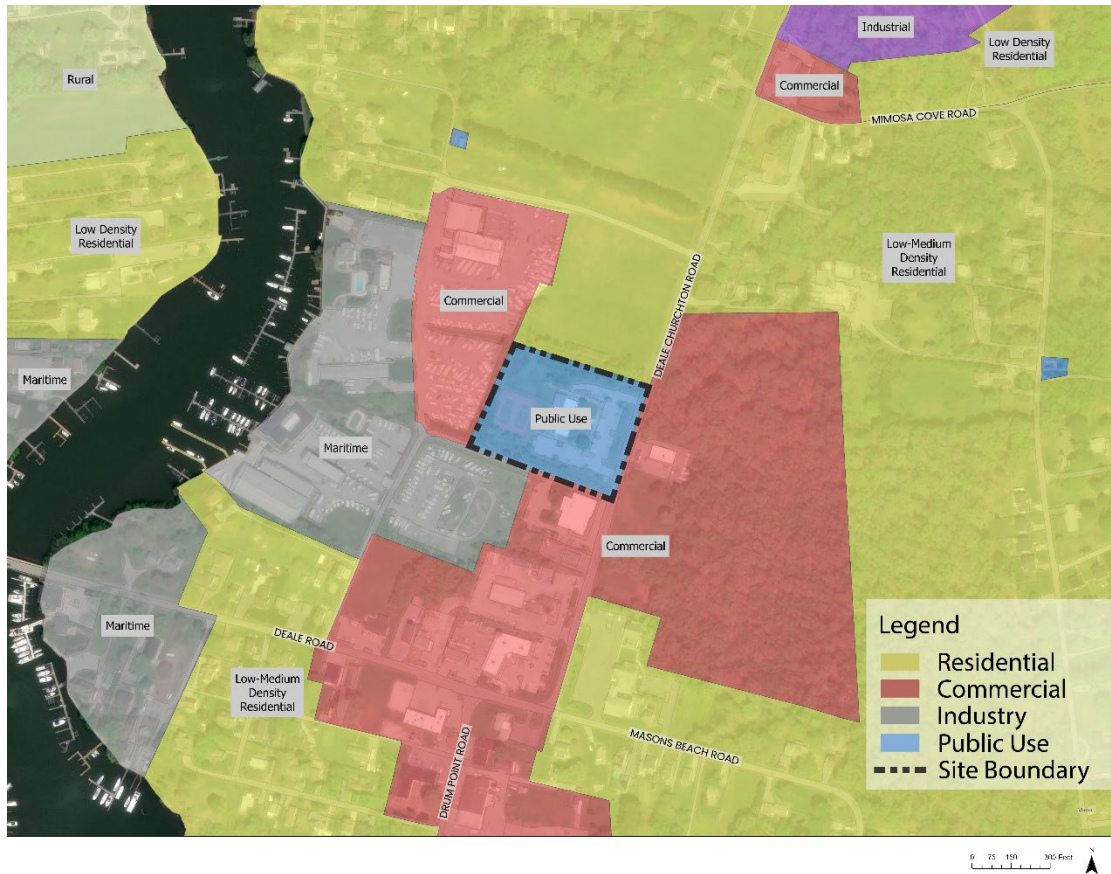 Industrial
Low Density
Residential
Rural
Commercial
MIMOSA COVE ROAD
Low Density
Residential
Low-Medium
Density
Residential
Commercial
DEALE CHURCHTON ROAD
Maritime
Public Use
Maritime
Commercial
Maritime
DEALE ROAD
Low-Medium
Density
Residential
MASONS BEACH ROAD
DRUM POINT ROAD
Legend
Residential
Commercial
Industry
Public Use
Site Boundary
0 75 150 300 Feet
N